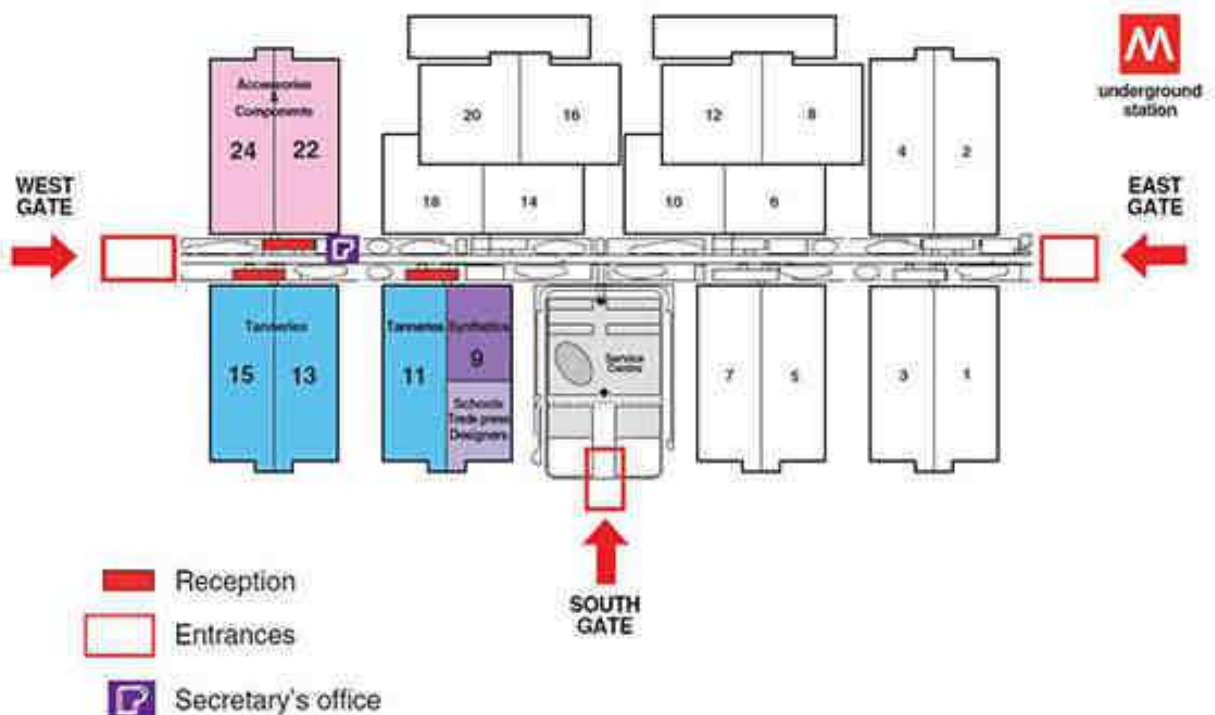 underground
station
Accessories
&
Components
24 22
20 16
12 8
4 2
18 14
10 6
WEST
GATE
EAST
GATE
Tanneries
15 13
Tanneries
11
Synthetics
9
Schools
Trade press
Designers
Service
Centre
7 5
3 1
SOUTH
GATE
Reception
Entrances
Secretary's office